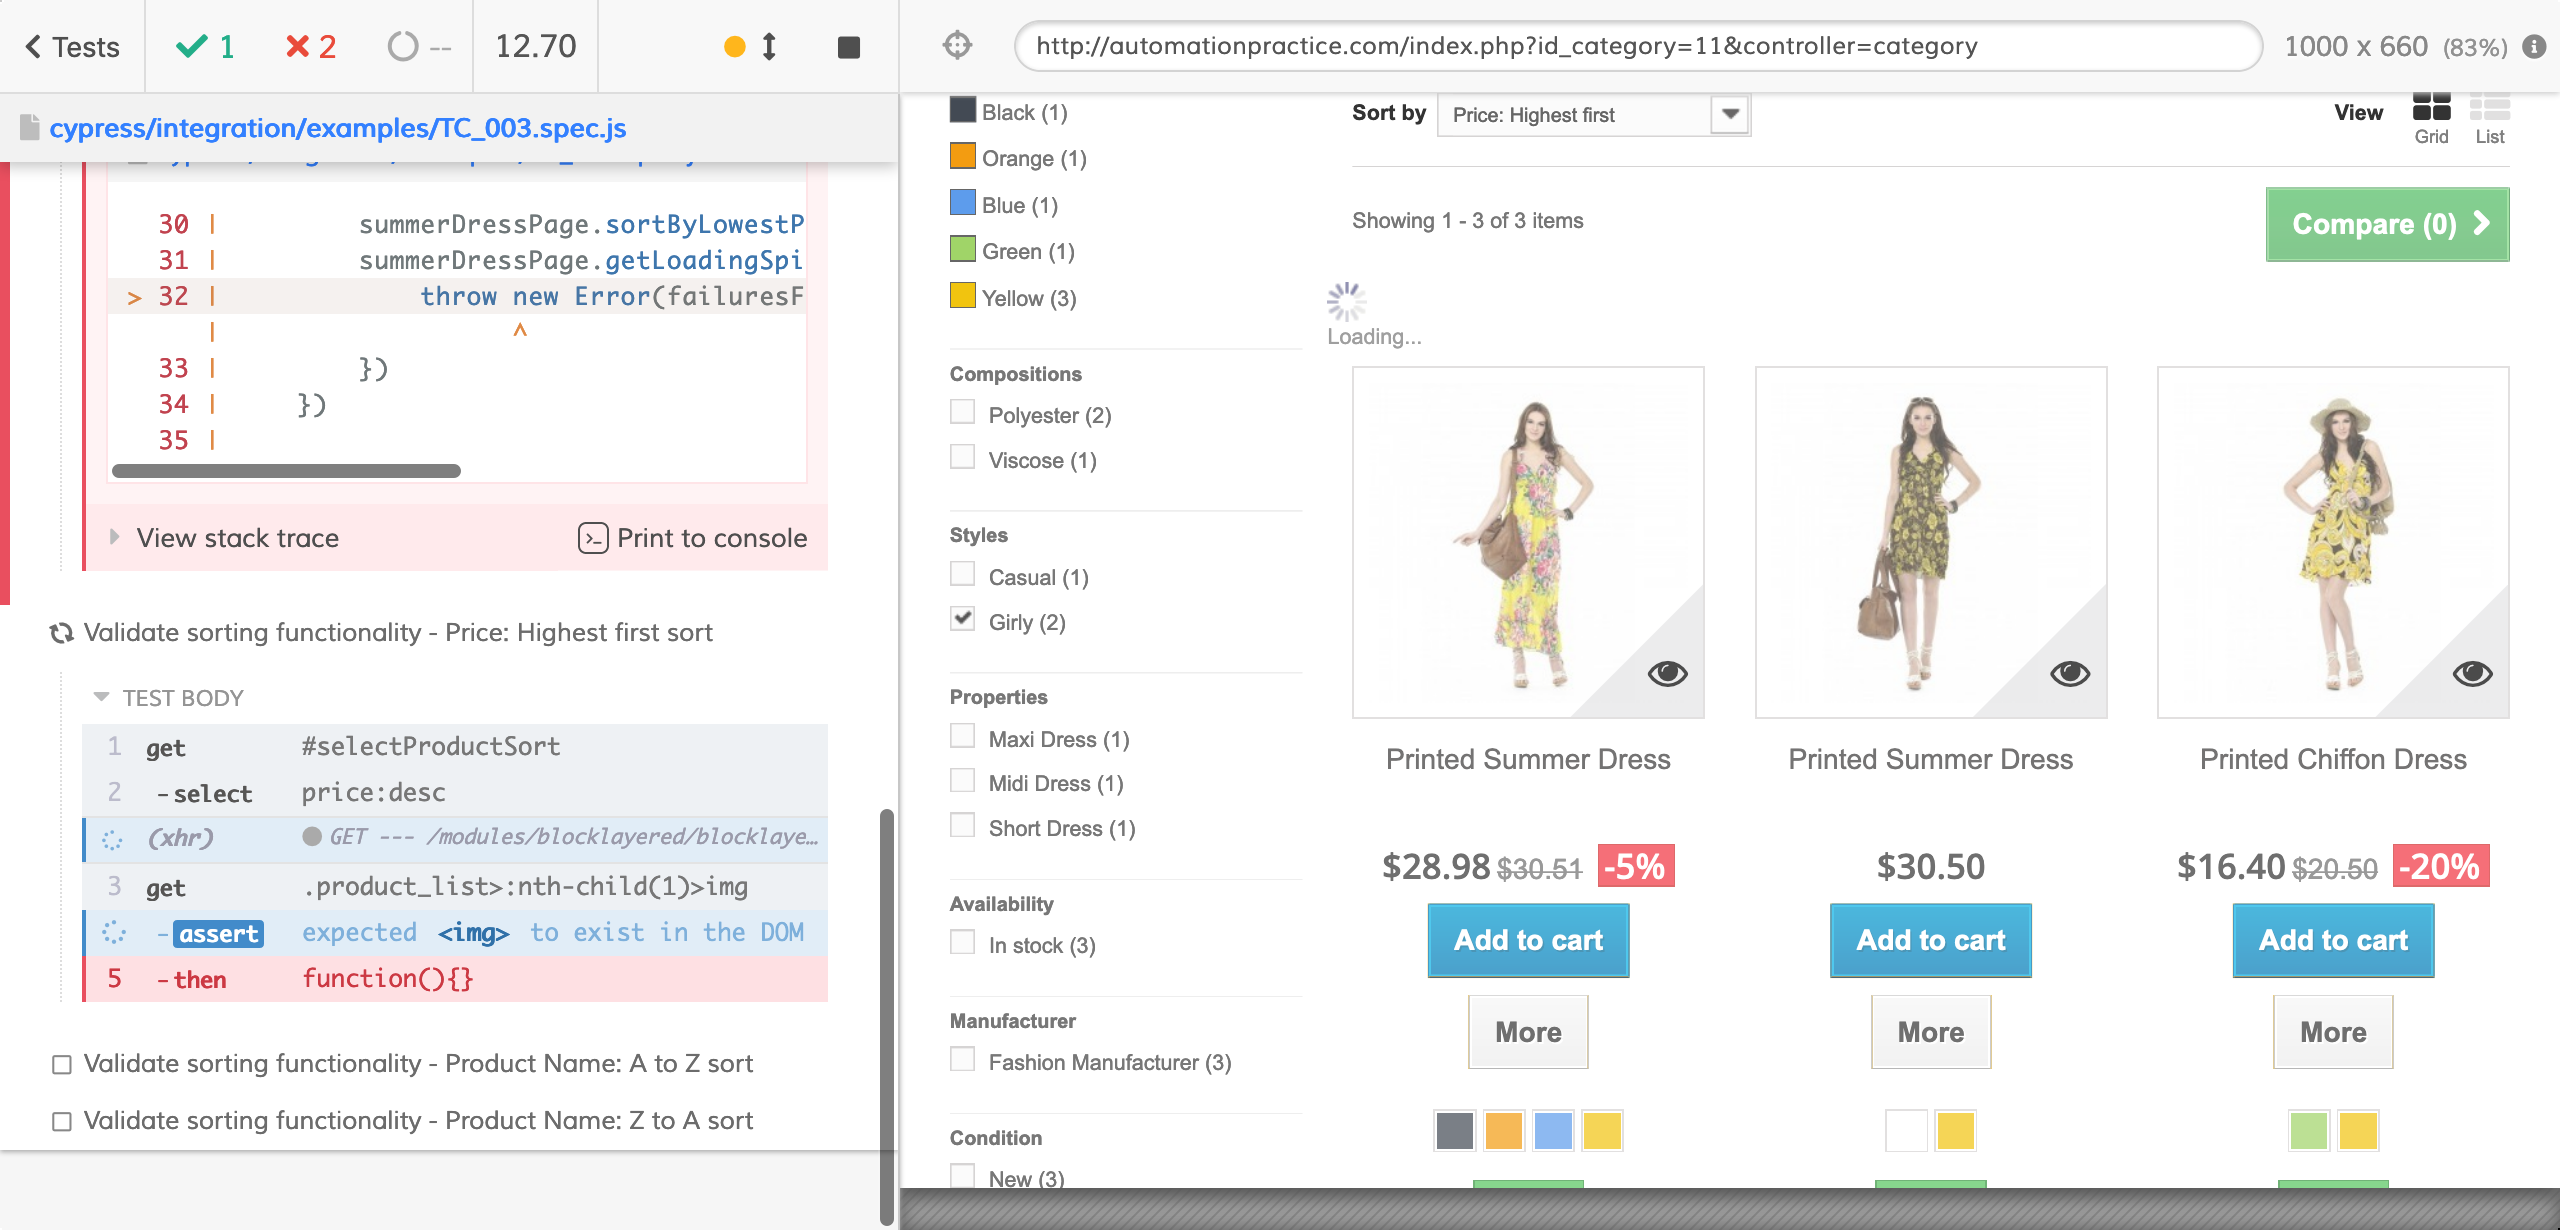 Tests
1
2
--
12.70
http://automationpractice.com/index.php?id_category=11&controller=category
1000 x 660 (83%)
cypress/integration/examples/TC_003.spec.js
30 | summerDressPage.sortByLowestP
31 | summerDressPage.getLoadingSpi
> 32 | throw new Error(failuresF
| ^
33 | })
34 | })
35 |
View stack trace
Print to console
Validate sorting functionality - Price: Highest first sort
TEST BODY
1 get #selectProductSort
2 -select price:desc
(xhr) GET --- /modules/blocklayered/blocklaye…
3 get .product_list>:nth-child(1)>img
-assert expected <img> to exist in the DOM
5 -then function(){}
Validate sorting functionality - Product Name: A to Z sort
Validate sorting functionality - Product Name: Z to A sort
Black (1)
Orange (1)
Blue (1)
Green (1)
Yellow (3)
Compositions
Polyester (2)
Viscose (1)
Styles
Casual (1)
Girly (2)
Properties
Maxi Dress (1)
Midi Dress (1)
Short Dress (1)
Availability
In stock (3)
Manufacturer
Fashion Manufacturer (3)
Condition
New (3)
Sort by Price: Highest first
View
Grid
List
Showing 1 - 3 of 3 items
Compare (0)
Loading...
Printed Summer Dress
$28.98 $30.51 -5%
Add to cart
More
Printed Summer Dress
$30.50
Add to cart
More
Printed Chiffon Dress
$16.40 $20.50 -20%
Add to cart
More